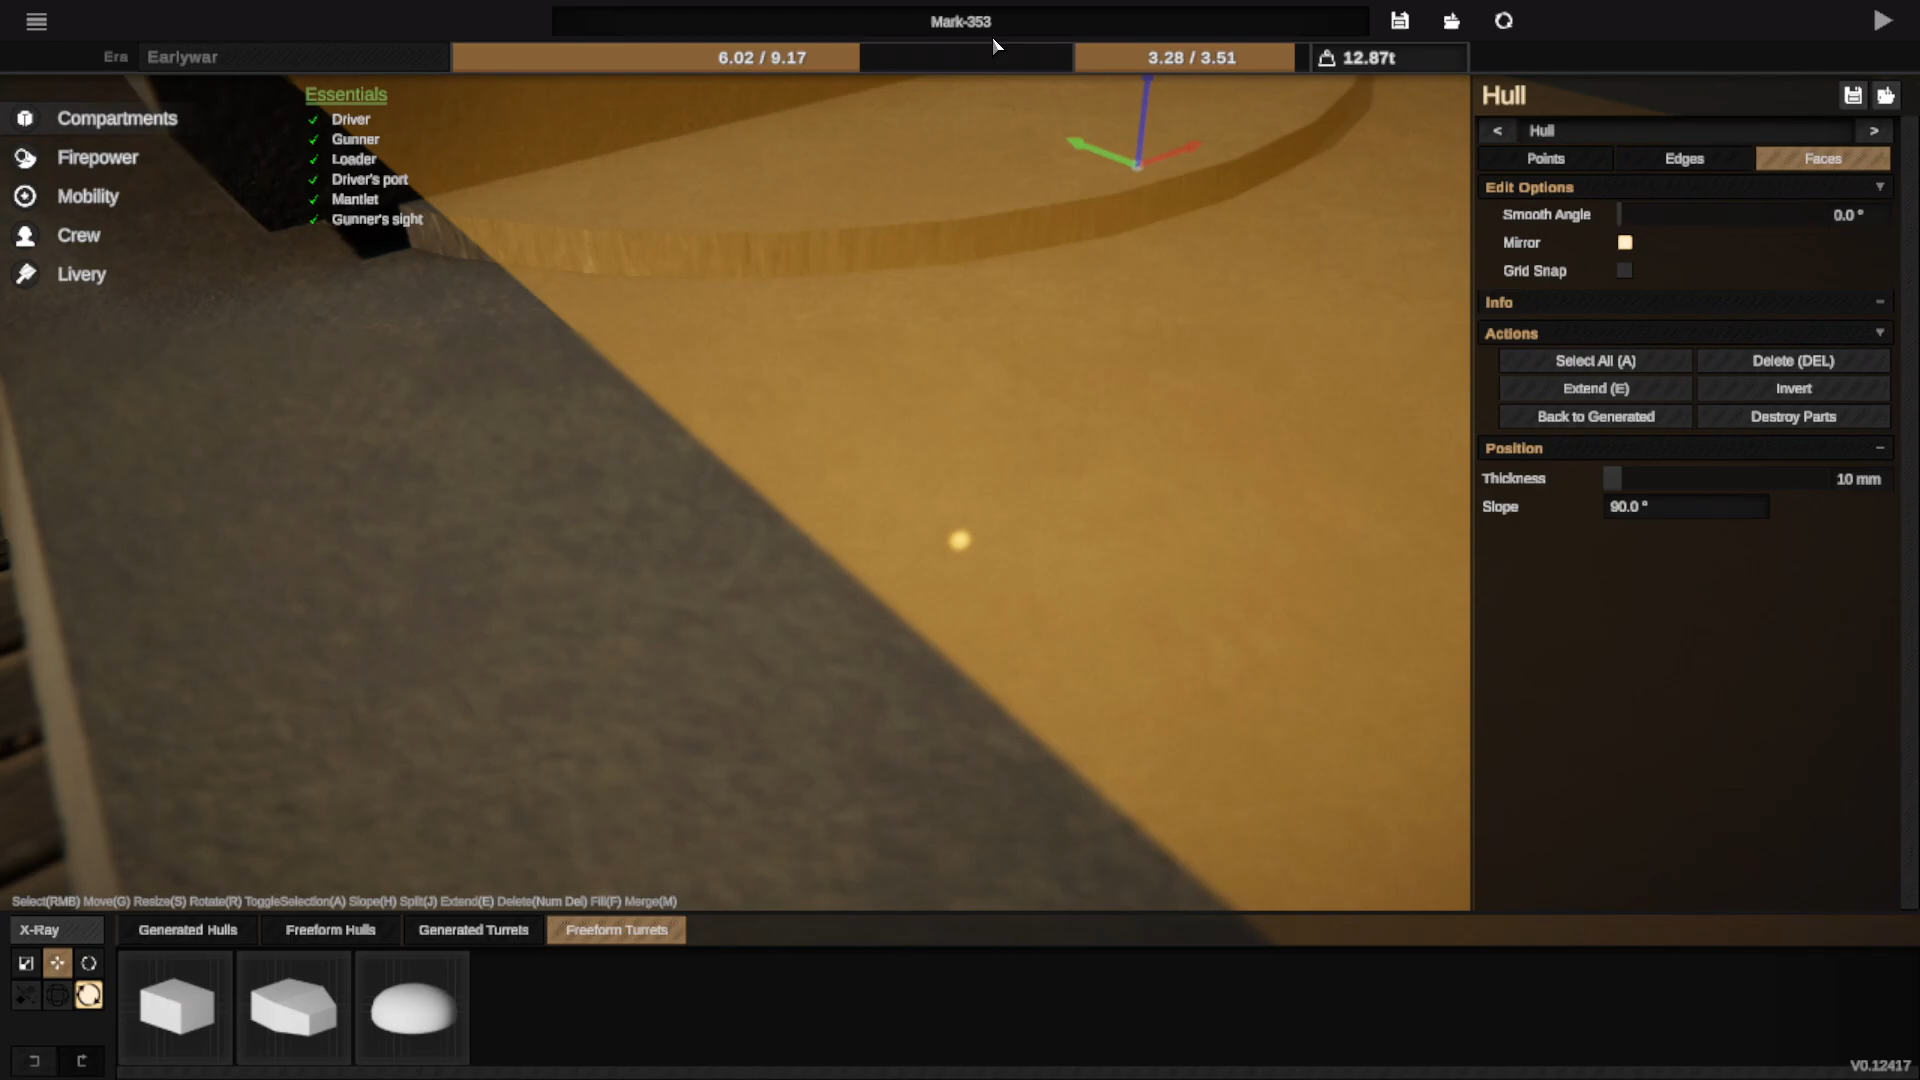 Mark-353
Era Earlywar
6.02 / 9.17
3.28 / 3.51
12.87t
Compartments
Firepower
Mobility
Crew
Livery
Essentials
Driver
Gunner
Loader
Driver's port
Mantlet
Gunner's sight
Hull
< Hull >
Points Edges Faces
Edit Options
Smooth Angle 0.0 °
Mirror
Grid Snap
Info
Actions
Select All (A) Delete (DEL)
Extend (E) Invert
Back to Generated Destroy Parts
Position
Thickness 10 mm
Slope 90.0 °
Select(RMB) Move(G) Resize(S) Rotate(R) ToggleSelection(A) Slope(H) Split(J) Extend(E) Delete(Num Del) Fill(F) Merge(M)
X-Ray Generated Hulls Freeform Hulls Generated Turrets Freeform Turrets
V0.12417